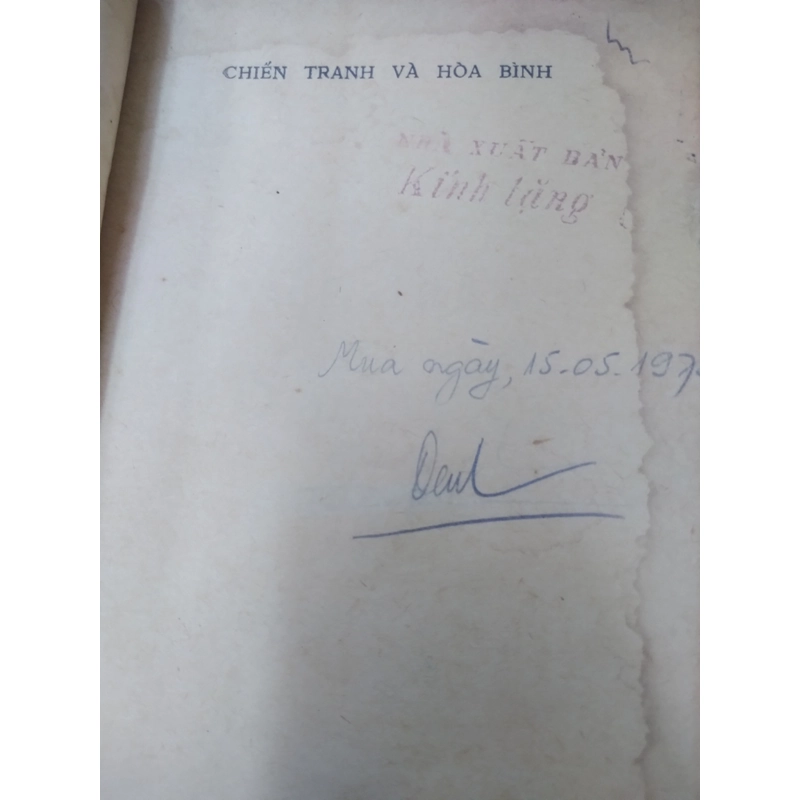 CHIẾN TRANH VÀ HÒA BÌNH
NHÀ XUẤT BẢN
Kính tặng
Mua ngày, 15-05.197